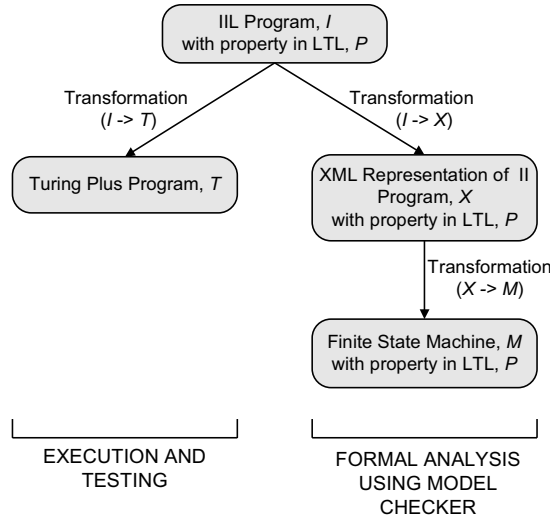 IIL Program, I
with property in LTL, P
Transformation
(I -> T)
Transformation
(I -> X)
Turing Plus Program, T
XML Representation of II
Program, X
with property in LTL, P
Transformation
(X -> M)
Finite State Machine, M
with property in LTL, P
EXECUTION AND
TESTING
FORMAL ANALYSIS
USING MODEL
CHECKER